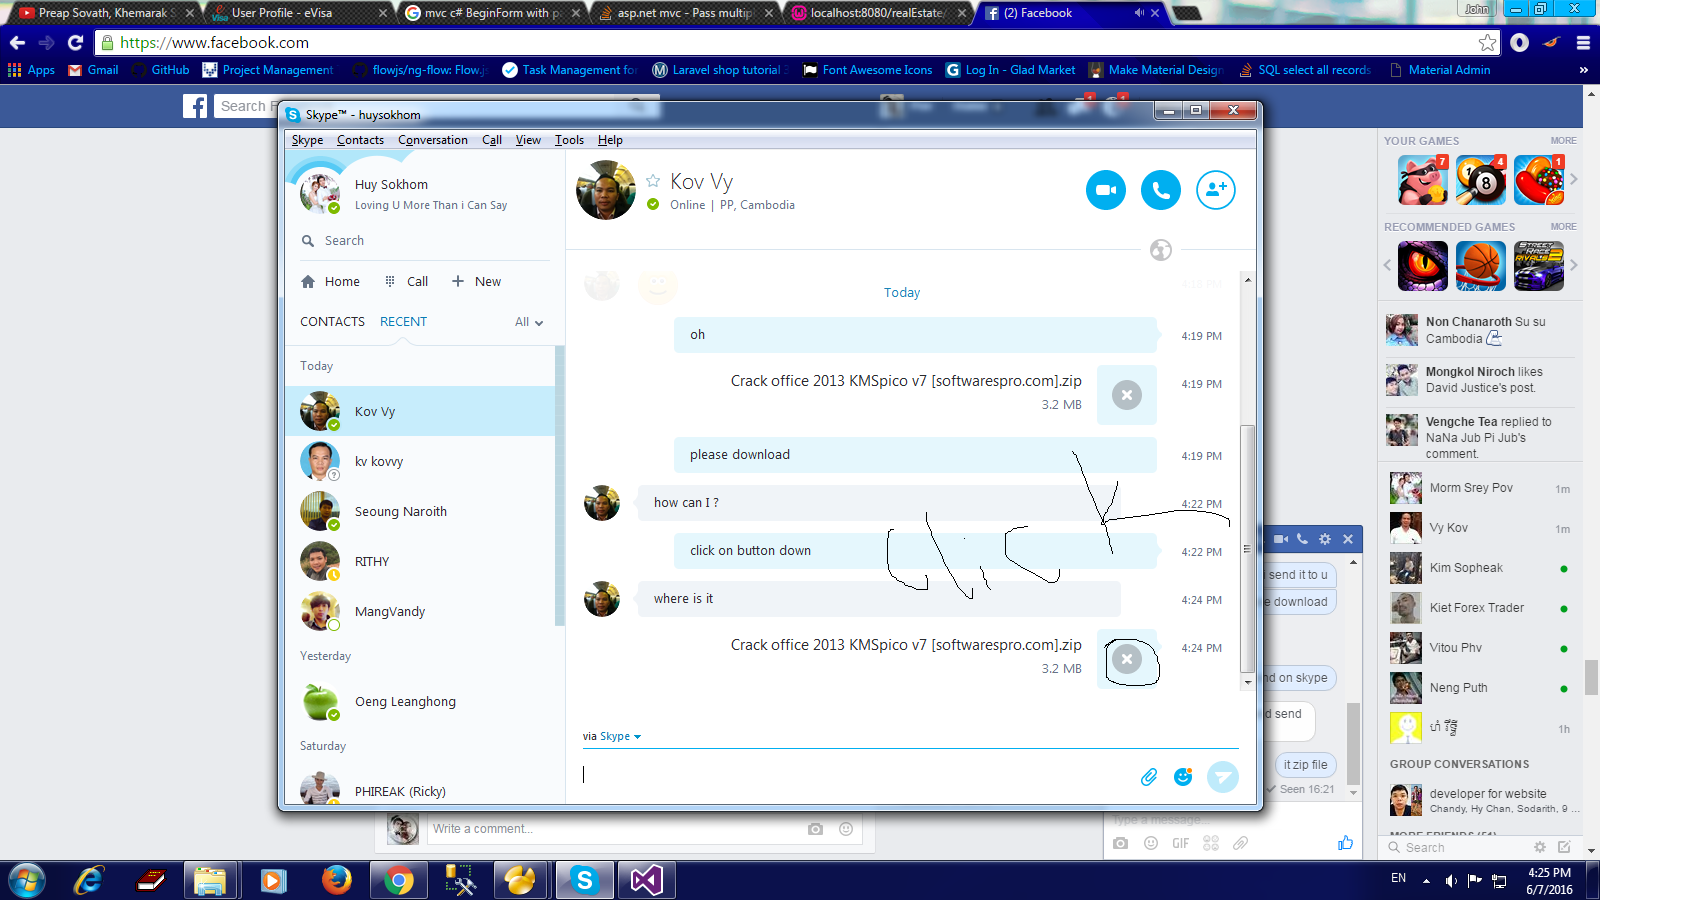 Preap Sovath, Khemarak S
User Profile - eVisa
mvc c# BeginForm with p
asp.net mvc - Pass multip
localhost:8080/realEstate/
(2) Facebook
John
https://www.facebook.com
Apps
Gmail
GitHub
Project Management
flowjs/ng-flow: Flow.js
Task Management for
Laravel shop tutorial
Font Awesome Icons
Log In - Glad Market
Make Material Design
SQL select all records
Material Admin
»
Search F
Skype™ - huysokhom
Skype Contacts Conversation Call View Tools Help
Huy Sokhom
Loving U More Than i Can Say
Search
Home
Call
New
CONTACTS RECENT
All
Today
Kov Vy
kv kovvy
Seoung Naroith
RITHY
MangVandy
Yesterday
Oeng Leanghong
Saturday
PHIREAK (Ricky)
Kov Vy
Online | PP, Cambodia
Today
oh
4:19 PM
Crack office 2013 KMSpico v7 [softwarespro.com].zip
3.2 MB
4:19 PM
please download
4:19 PM
how can I ?
4:22 PM
click on button down
4:22 PM
where is it
4:24 PM
Crack office 2013 KMSpico v7 [softwarespro.com].zip
3.2 MB
4:24 PM
via Skype
Write a comment...
send it to u
e download
nd on skype
d send
it zip file
Seen 16:21
Type a message...
GIF
YOUR GAMES
MORE
7
4
1
RECOMMENDED GAMES
MORE
Non Chanaroth Su su
Cambodia
Mongkol Niroch likes
David Justice's post.
Vengche Tea replied to
NaNa Jub Pi Jub's
comment.
Morm Srey Pov
1m
Vy Kov
1m
Kim Sopheak
Kiet Forex Trader
Vitou Phv
Neng Puth
1h
GROUP CONVERSATIONS
developer for website
Chandy, Hy Chan, Sodarith, 9 ...
MORE FRIENDS (51)
Search
EN
4:25 PM
6/7/2016